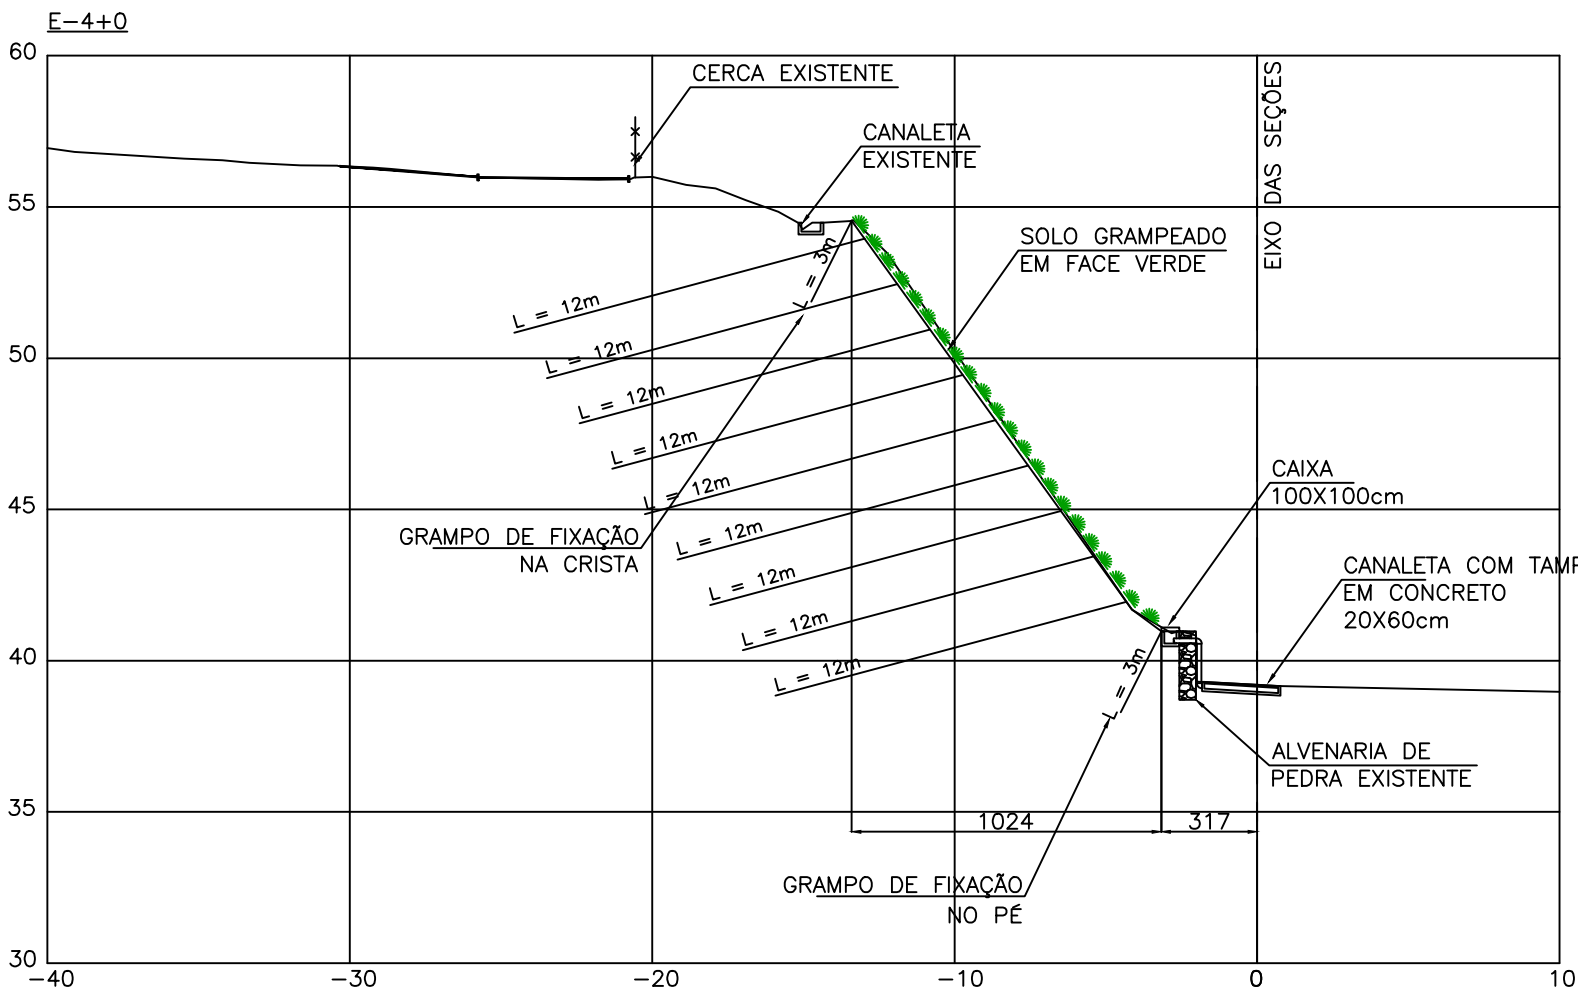 E-4+0
60
CERCA EXISTENTE
EIXO DAS SEÇÕES
CANALETA
EXISTENTE
55
SOLO GRAMPEADO
EM FACE VERDE
L = 3m
L = 12m
L = 12m
50
L = 12m
L = 12m
L = 12m
45
CAIXA
100X100cm
GRAMPO DE FIXAÇÃO
NA CRISTA
L = 12m
CANALETA COM
EM CONCRETO
20X60cm
L = 12m
L = 12m
40
L = 12m
L = 3m
ALVENARIA DE
PEDRA EXISTENTE
35
1024
317
GRAMPO DE FIXAÇÃO
NO PÉ
30
-40
-30
-20
-10
0
10